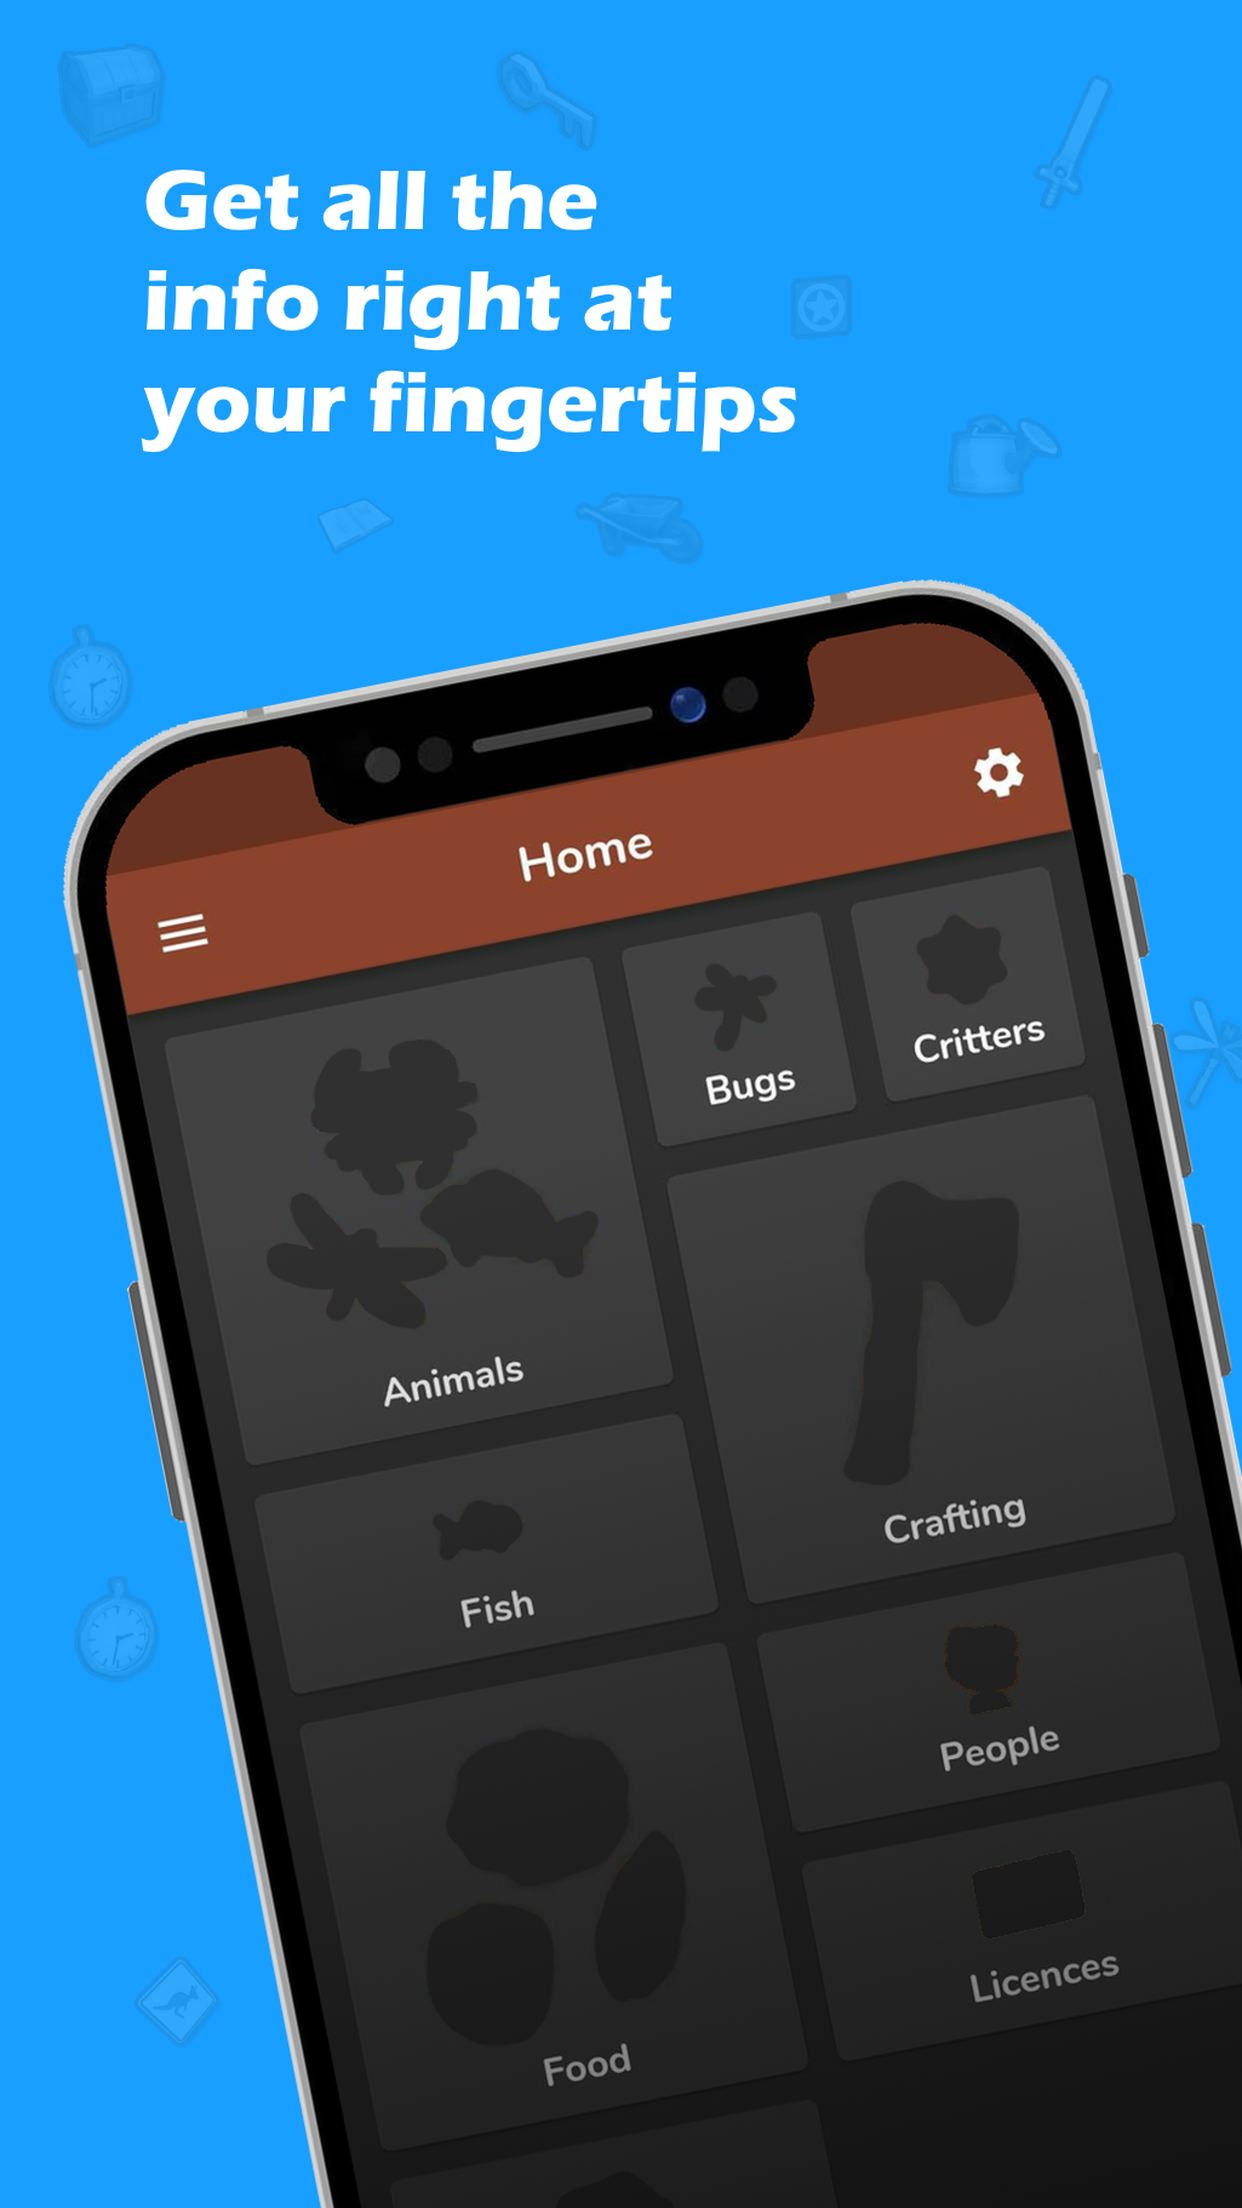 Get all the
info right at
your fingertips
Home
Bugs
Critters
Animals
Crafting
Fish
People
Licences
Food